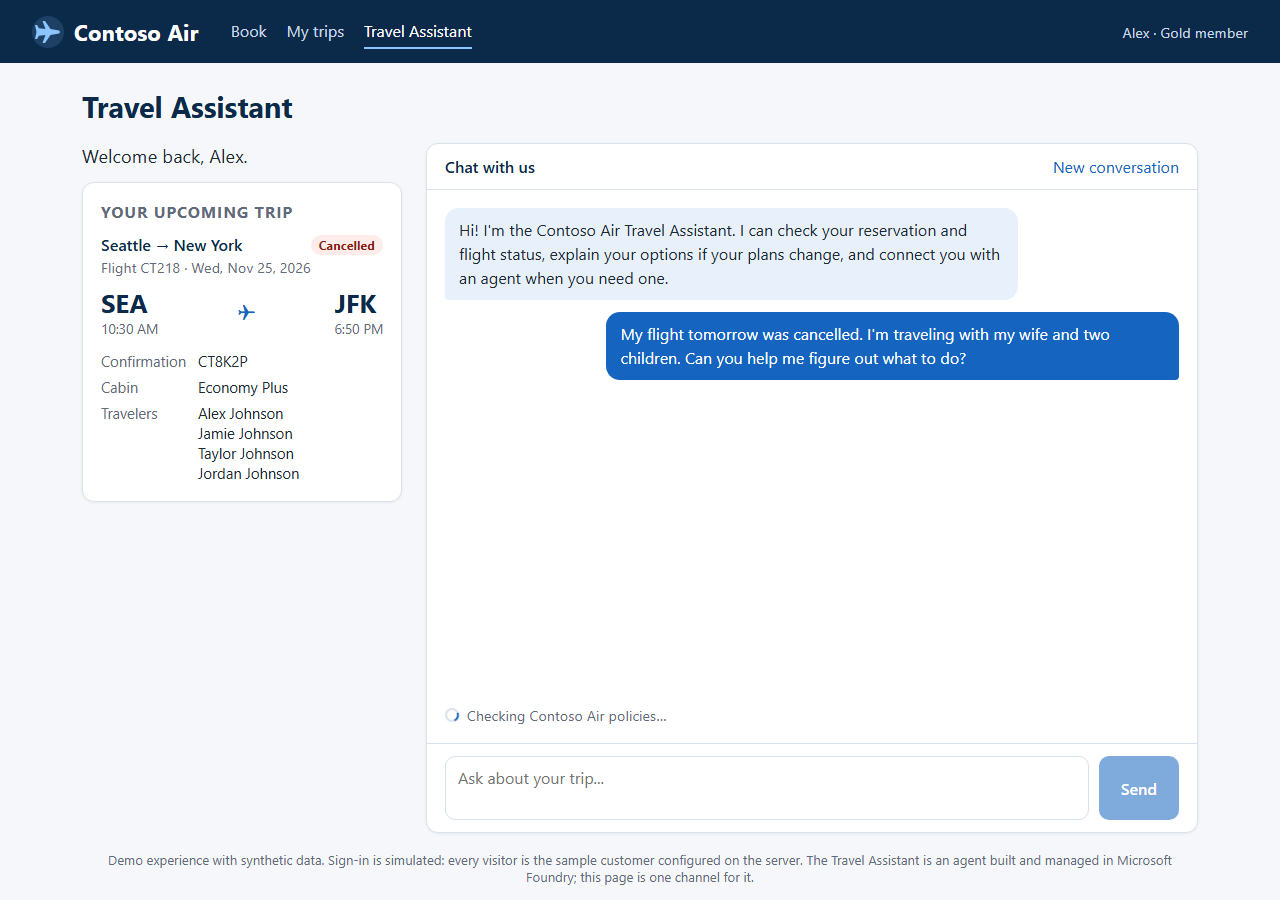 Contoso Air
Book
My trips
Travel Assistant
Alex · Gold member
Travel Assistant
Welcome back, Alex.
YOUR UPCOMING TRIP
Seattle → New York
Cancelled
Flight CT218 · Wed, Nov 25, 2026
SEA
JFK
10:30 AM
6:50 PM
Confirmation CT8K2P
Cabin Economy Plus
Travelers Alex Johnson
Jamie Johnson
Taylor Johnson
Jordan Johnson
Chat with us
New conversation
Hi! I'm the Contoso Air Travel Assistant. I can check your reservation and
flight status, explain your options if your plans change, and connect you with
an agent when you need one.
My flight tomorrow was cancelled. I'm traveling with my wife and two
children. Can you help me figure out what to do?
Checking Contoso Air policies...
Ask about your trip...
Send
Demo experience with synthetic data. Sign-in is simulated: every visitor is the sample customer configured on the server. The Travel Assistant is an agent built and managed in Microsoft
Foundry; this page is one channel for it.